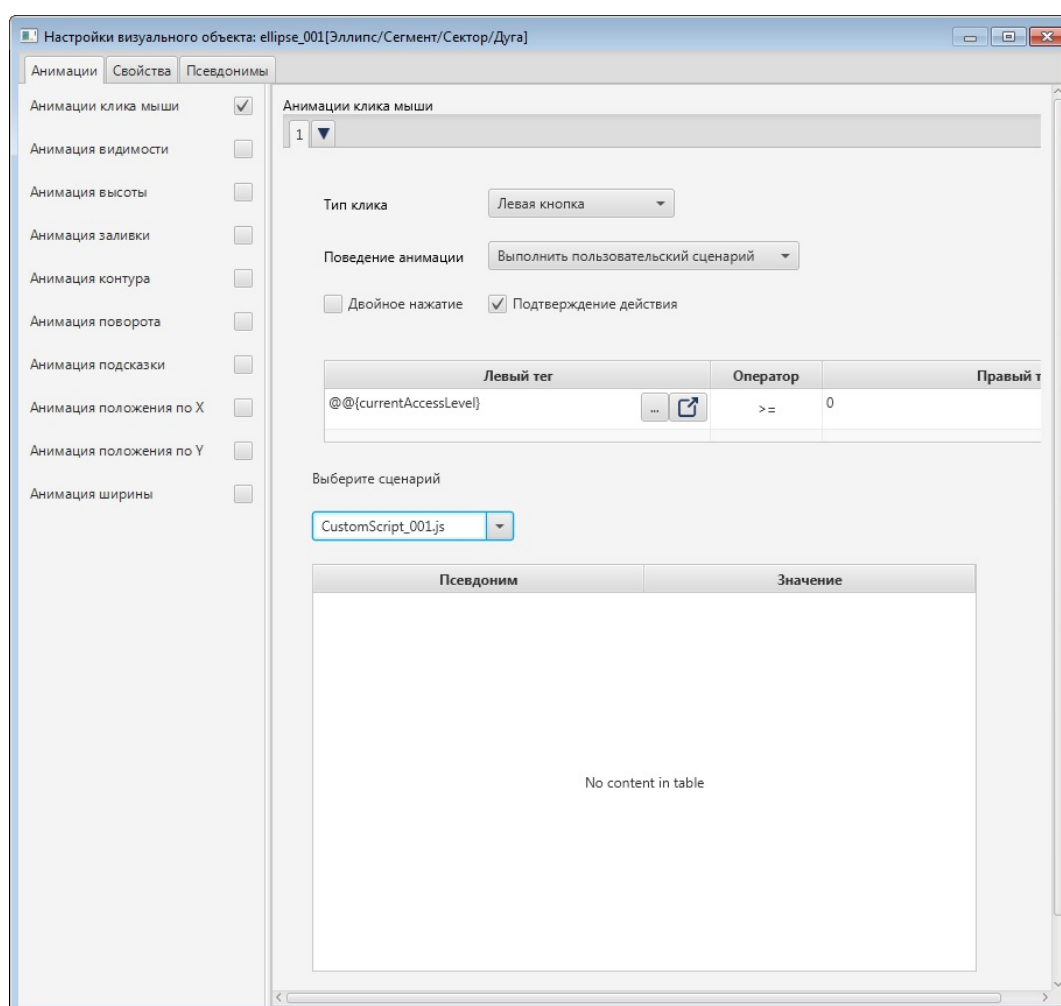 Настройки визуального объекта: ellipse_001[Эллипс/Сегмент/Сектор/Дуга]
Анимации Свойства Псевдонимы
Анимации клика мыши
Анимация видимости
Анимация высоты
Анимация заливки
Анимация контура
Анимация поворота
Анимация подсказки
Анимация положения по X
Анимация положения по Y
Анимация ширины
Анимации клика мыши
1
Тип клика Левая кнопка
Поведение анимации Выполнить пользовательский сценарий
Двойное нажатие Подтверждение действия
Левый тег Оператор Правый т
@@{currentAccessLevel} ... >= 0
Выберите сценарий
CustomScript_001.js
Псевдоним Значение
No content in table